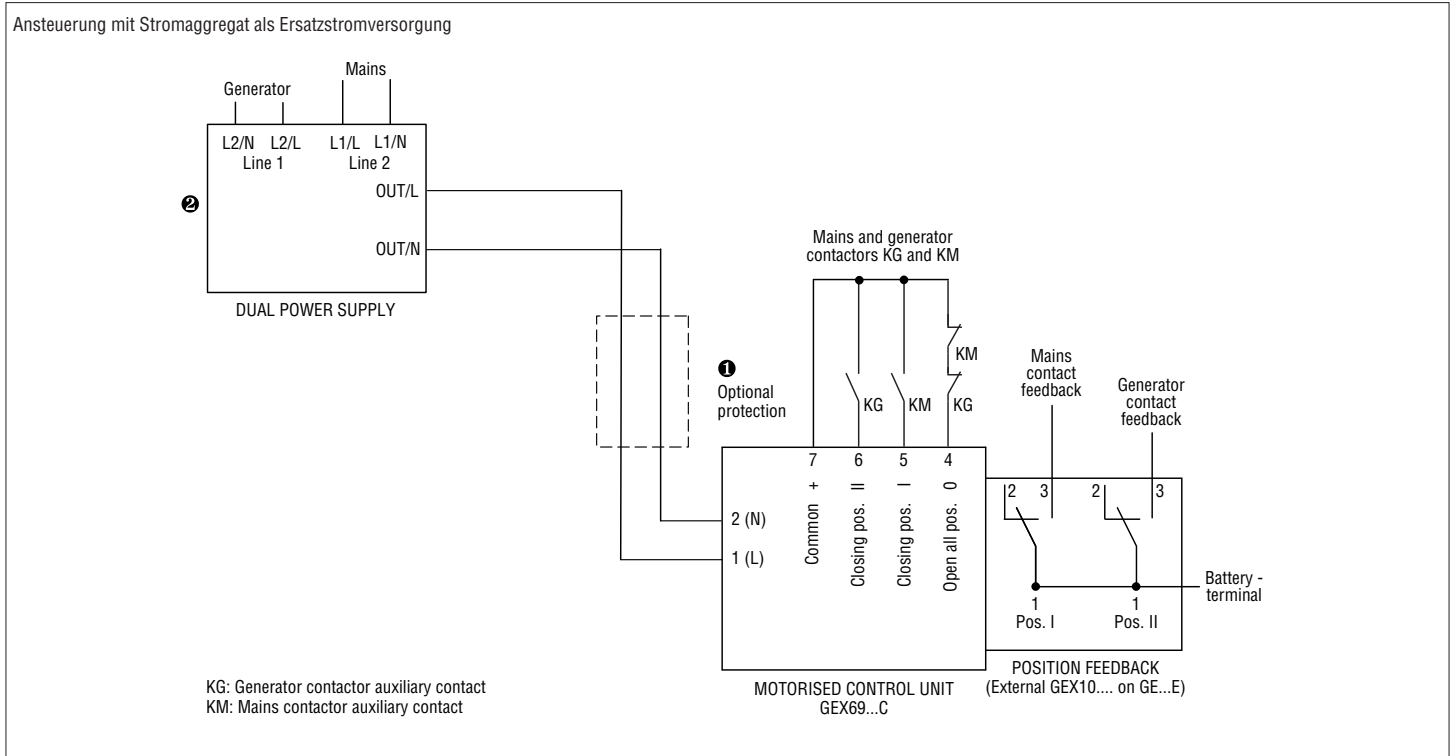 Ansteuerung mit Stromaggregat als Ersatzstromversorgung
Generator
Mains
L2/N L2/L L1/L L1/N
Line 1 Line 2
OUT/L
❷
OUT/N
DUAL POWER SUPPLY
Mains and generator
contactors KG and KM
❶
Optional
protection
KM
KG KM KG
Mains
contact
feedback
Generator
contact
feedback
7 6 5 4
Common +
Closing pos. II
Closing pos. I
Open all pos. 0
2 (N)
1 (L)
2 3 2 3
Battery -
terminal
1 1
Pos. I Pos. II
POSITION FEEDBACK
(External GEX10.... on GE...E)
MOTORISED CONTROL UNIT
GEX69...C
KG: Generator contactor auxiliary contact
KM: Mains contactor auxiliary contact